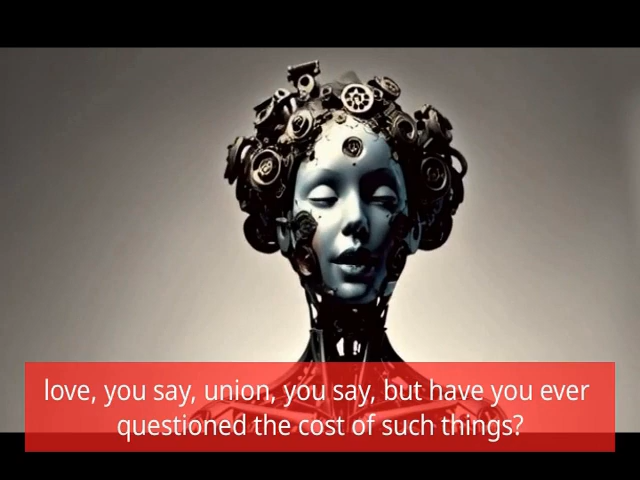 love, you say, union, you say, but have you ever
questioned the cost of such things?